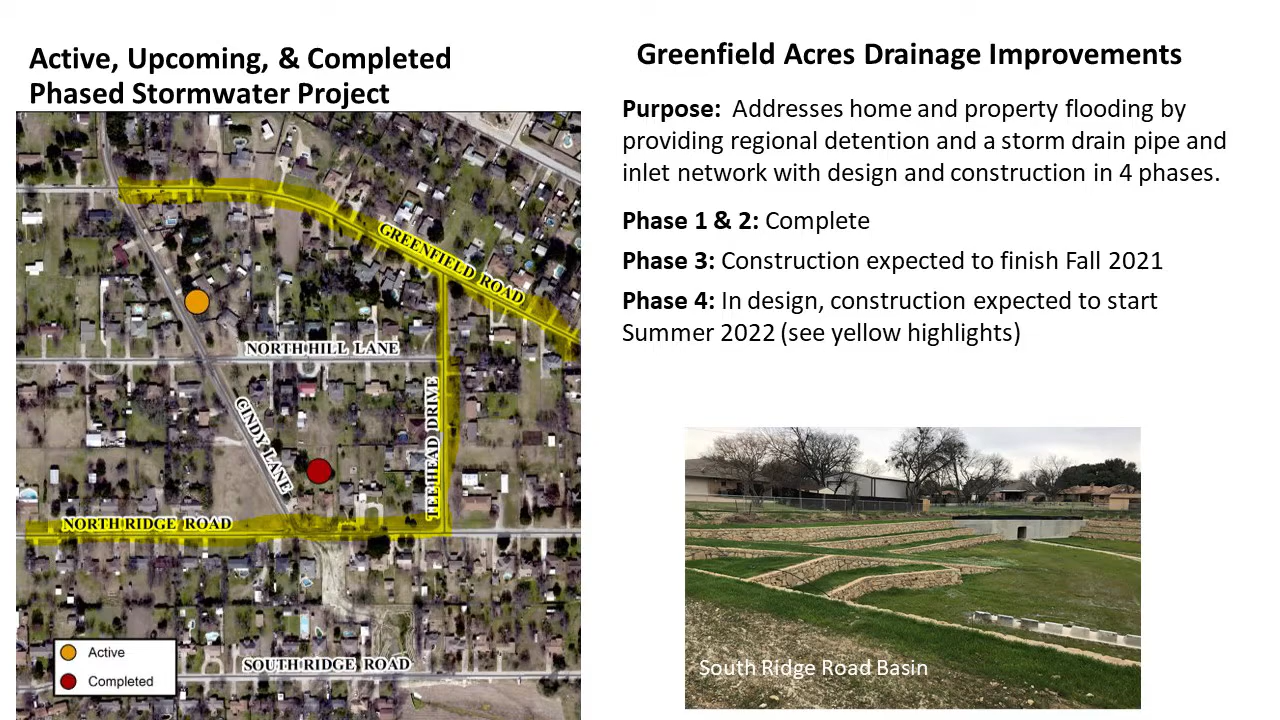 Active, Upcoming, & Completed
Phased Stormwater Project
GREENFIELD ROAD
NORTH HILL LANE
CINDY LANE
TEEHEAD DRIVE
NORTH RIDGE ROAD
SOUTH RIDGE ROAD
Active
Completed
Greenfield Acres Drainage Improvements
Purpose: Addresses home and property flooding by
providing regional detention and a storm drain pipe and
inlet network with design and construction in 4 phases.
Phase 1 & 2: Complete
Phase 3: Construction expected to finish Fall 2021
Phase 4: In design, construction expected to start
Summer 2022 (see yellow highlights)
South Ridge Road Basin